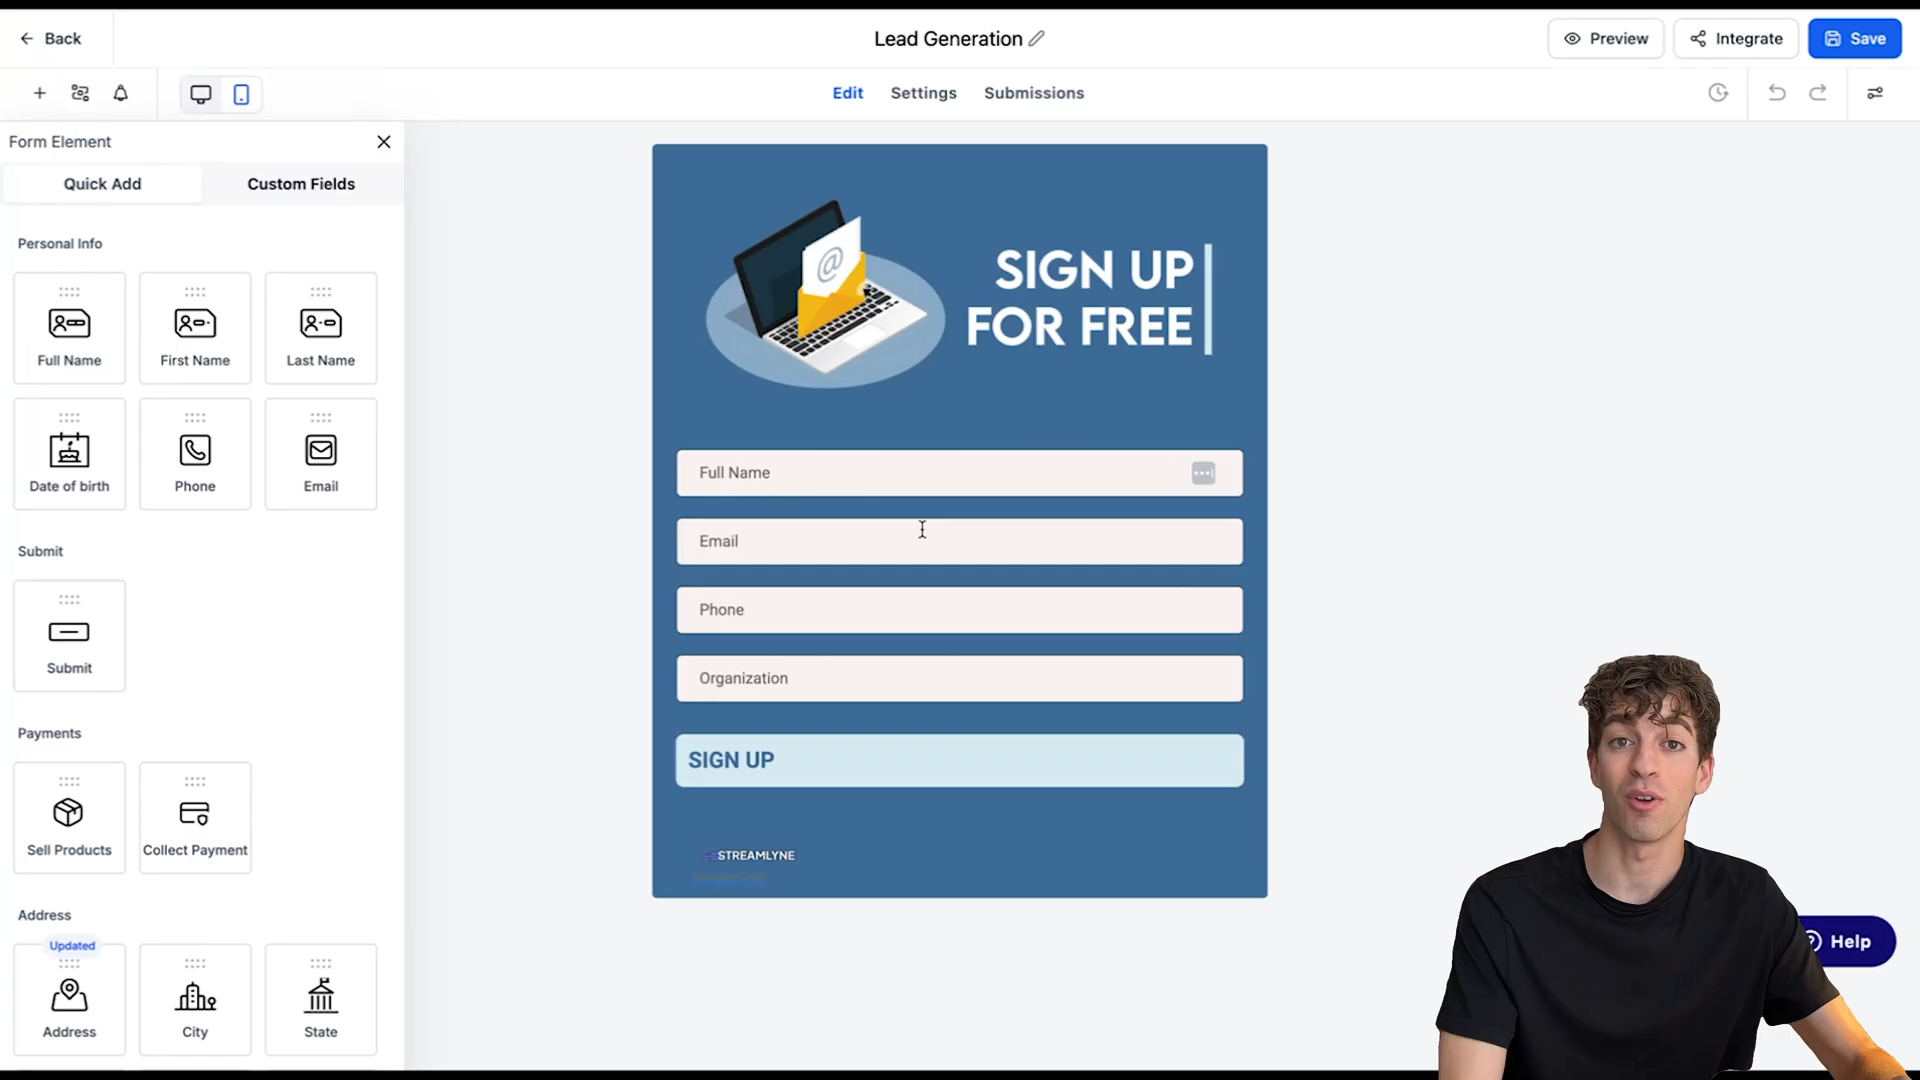 Back
Lead Generation
Preview
Integrate
Save
Edit
Settings
Submissions
Form Element
Quick Add
Custom Fields
Personal Info
Full Name
First Name
Last Name
Date of birth
Phone
Email
Submit
Submit
Payments
Sell Products
Collect Payment
Address
Updated
Address
City
State
@
SIGN UP
FOR FREE
Full Name
Email
Phone
Organization
SIGN UP
STREAMLYNE
Help